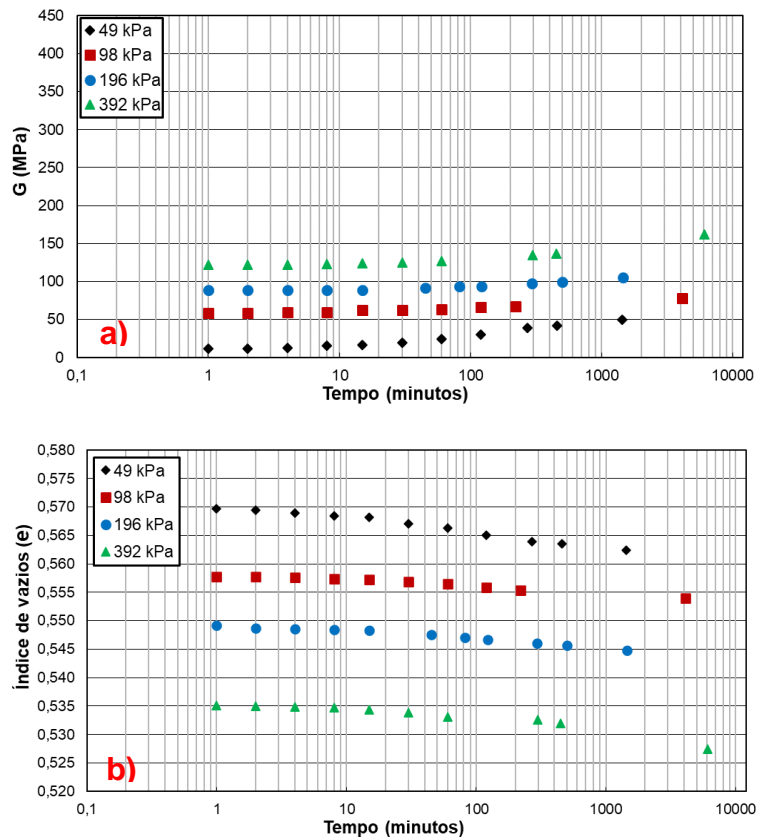 450
400
350
300
250
200
150
100
50
0
G (MPa)
49 kPa
98 kPa
196 kPa
392 kPa
a)
0,1
1
10
100
1000
10000
Tempo (minutos)
0,580
0,575
0,570
0,565
0,560
0,555
0,550
0,545
0,540
0,535
0,530
0,525
0,520
Índice de vazios (e)
49 kPa
98 kPa
196 kPa
392 kPa
b)
0,1
1
10
100
1000
10000
Tempo (minutos)